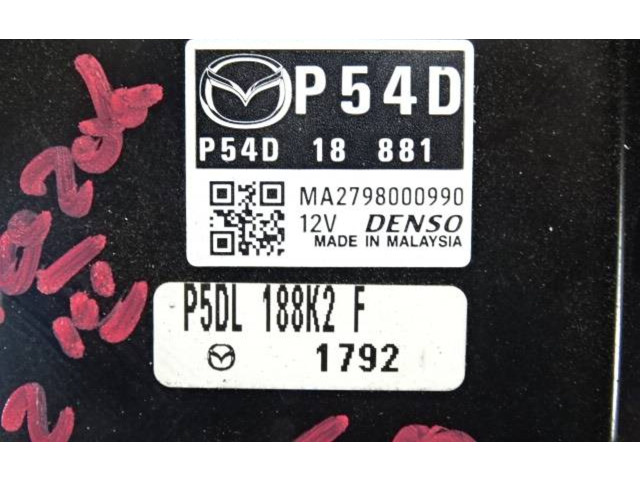 P54D
P54D 18 881
MA2798000990
12V DENSO
MADE IN MALAYSIA
P5DL 188K2 F
1792